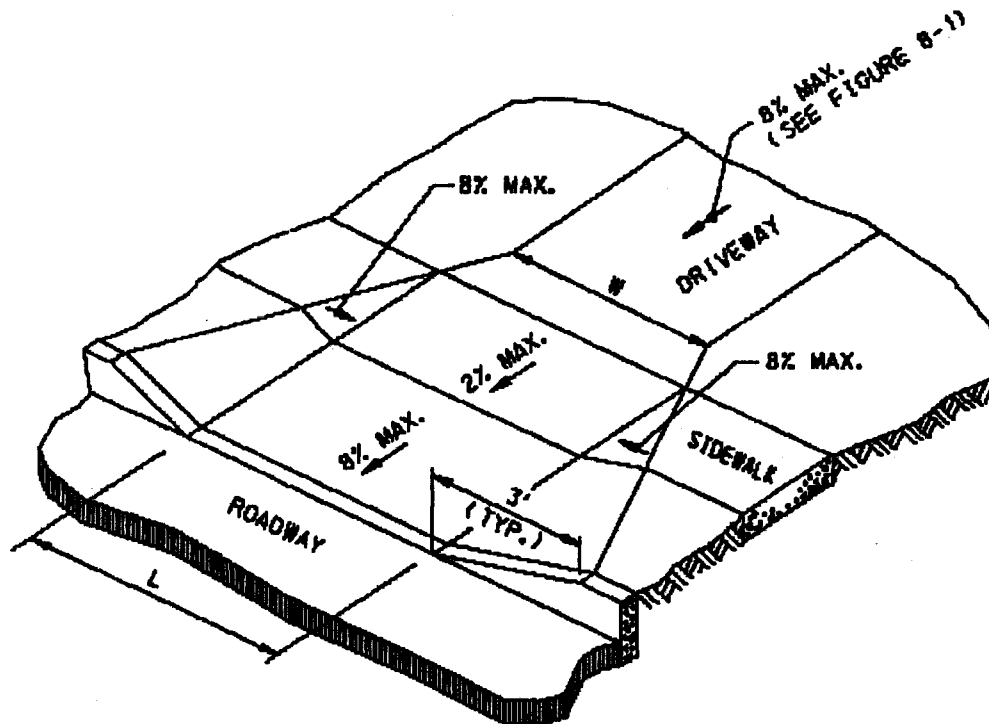 8% MAX.
(SEE FIGURE 8-1)
8% MAX.
DRIVEWAY
W
2% MAX.
8% MAX.
8% MAX.
SIDEWALK
3'
(TYP.)
ROADWAY
L